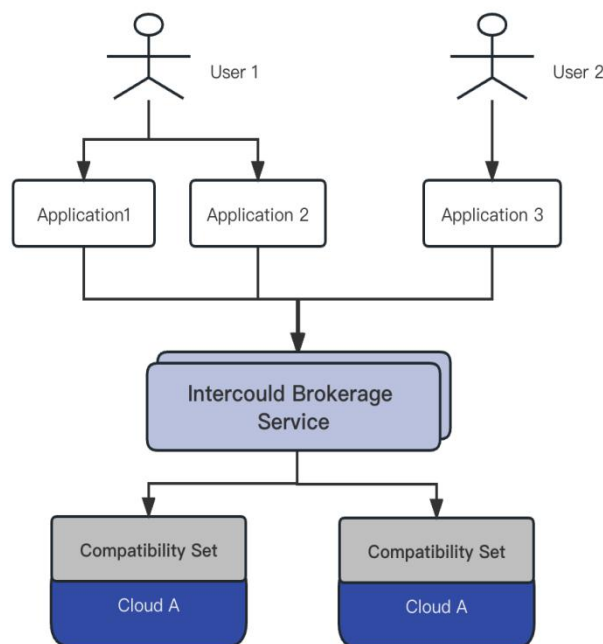 User 1
User 2
Application1
Application 2
Application 3
Intercould Brokerage
Service
Compatibility Set
Compatibility Set
Cloud A
Cloud A